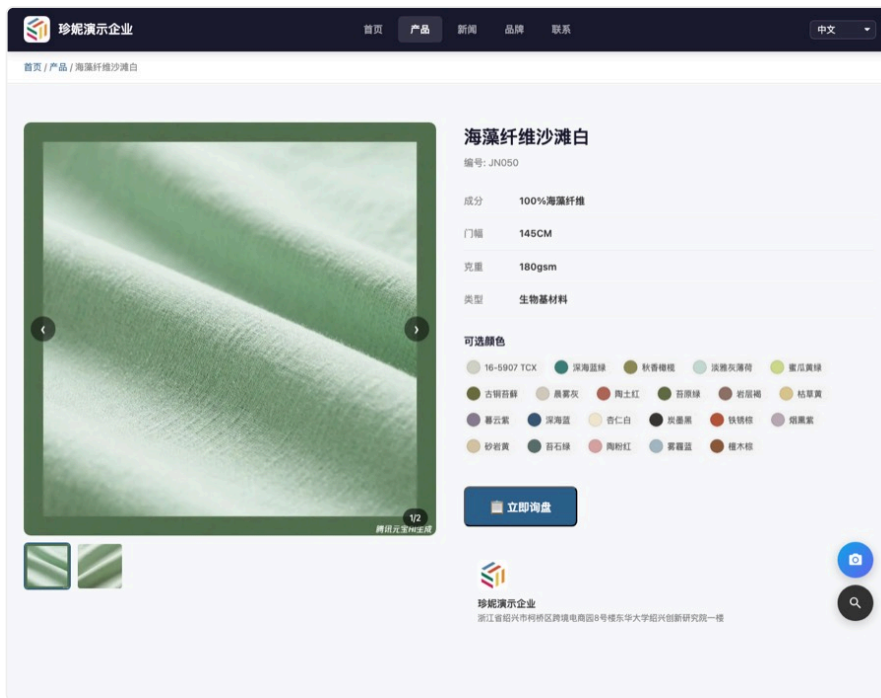 珍妮演示企业
首页 产品 新闻 品牌 联系
中文
首页 / 产品 / 海藻纤维沙滩白
海藻纤维沙滩白
编号: JN050
成分 100%海藻纤维
门幅 145CM
克重 180gsm
类型 生物基材料
可选颜色
16-5907 TCX 深海蓝绿 秋香橄榄 淡雅灰薄荷 蜜瓜黄绿
古铜苔藓 晨雾灰 陶土红 苔原绿 岩层褐 枯草黄
暮云紫 深海蓝 杏仁白 炭墨黑 铁锈棕 烟熏紫
砂岩黄 苔石绿 陶粉红 雾霾蓝 檀木棕
1/2
腾讯元宝AI生成
立即询盘
珍妮演示企业
浙江省绍兴市柯桥区跨境电商园8号楼东华大学绍兴创新研究院一楼